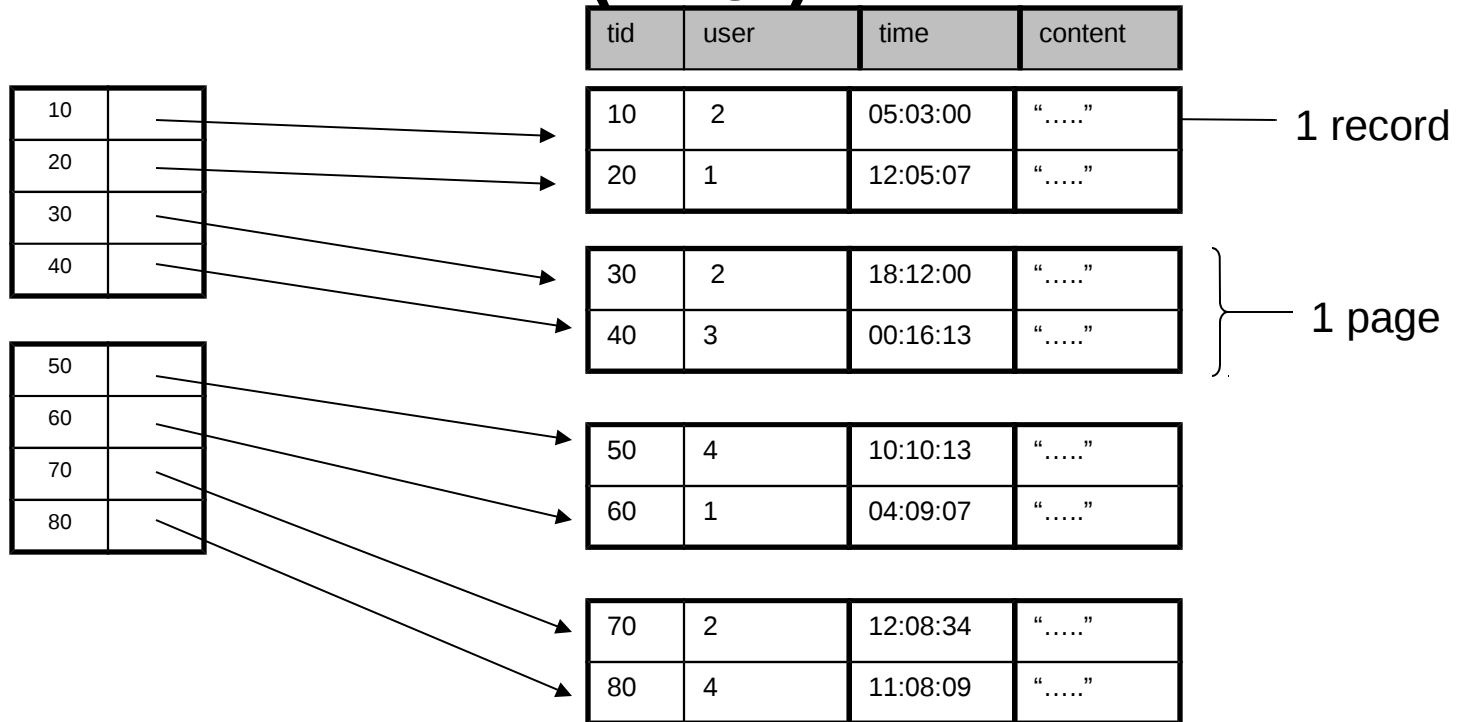 tid user time content
10
20
30
40
50
60
70
80
10 2 05:03:00 “…..”
20 1 12:05:07 “…..”
30 2 18:12:00 “…..”
40 3 00:16:13 “…..”
50 4 10:10:13 “…..”
60 1 04:09:07 “…..”
70 2 12:08:34 “…..”
80 4 11:08:09 “…..”
1 record
1 page